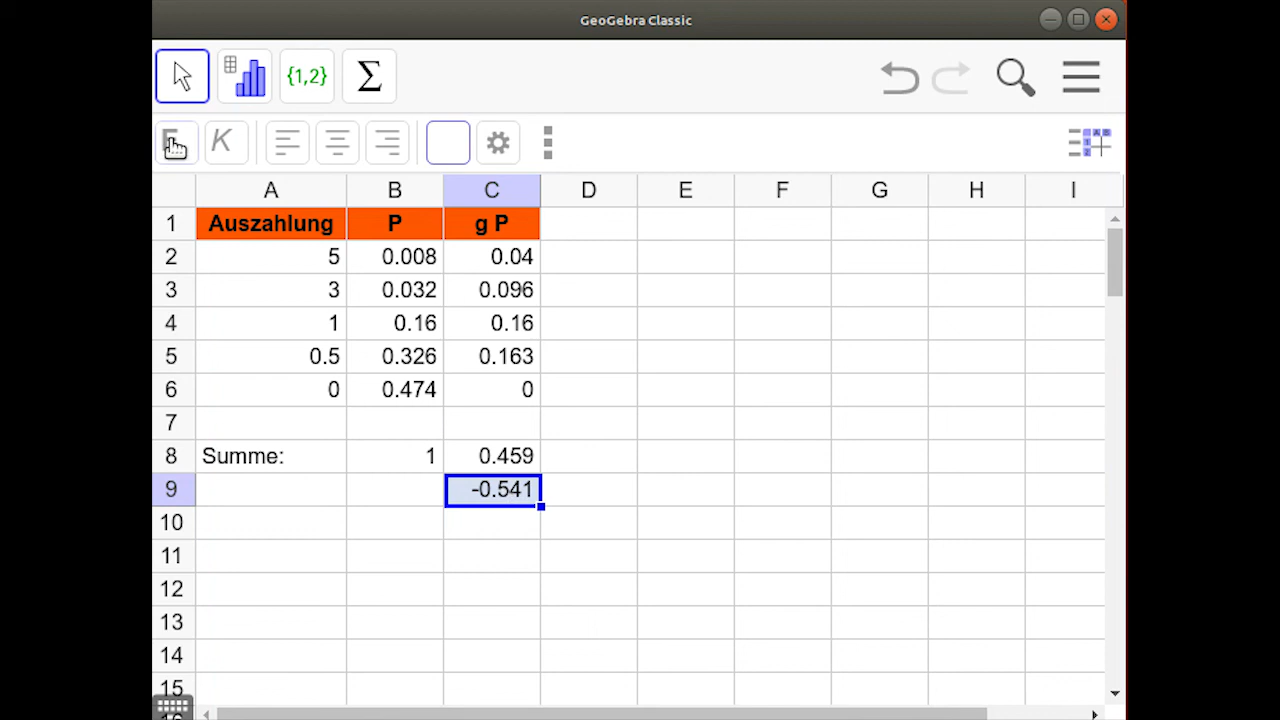 GeoGebra Classic
{1,2} Σ
F K
A B C D E F G H I
1 Auszahlung P g P
2 5 0.008 0.04
3 3 0.032 0.096
4 1 0.16 0.16
5 0.5 0.326 0.163
6 0 0.474 0
7
8 Summe: 1 0.459
9 -0.541
10
11
12
13
14
15